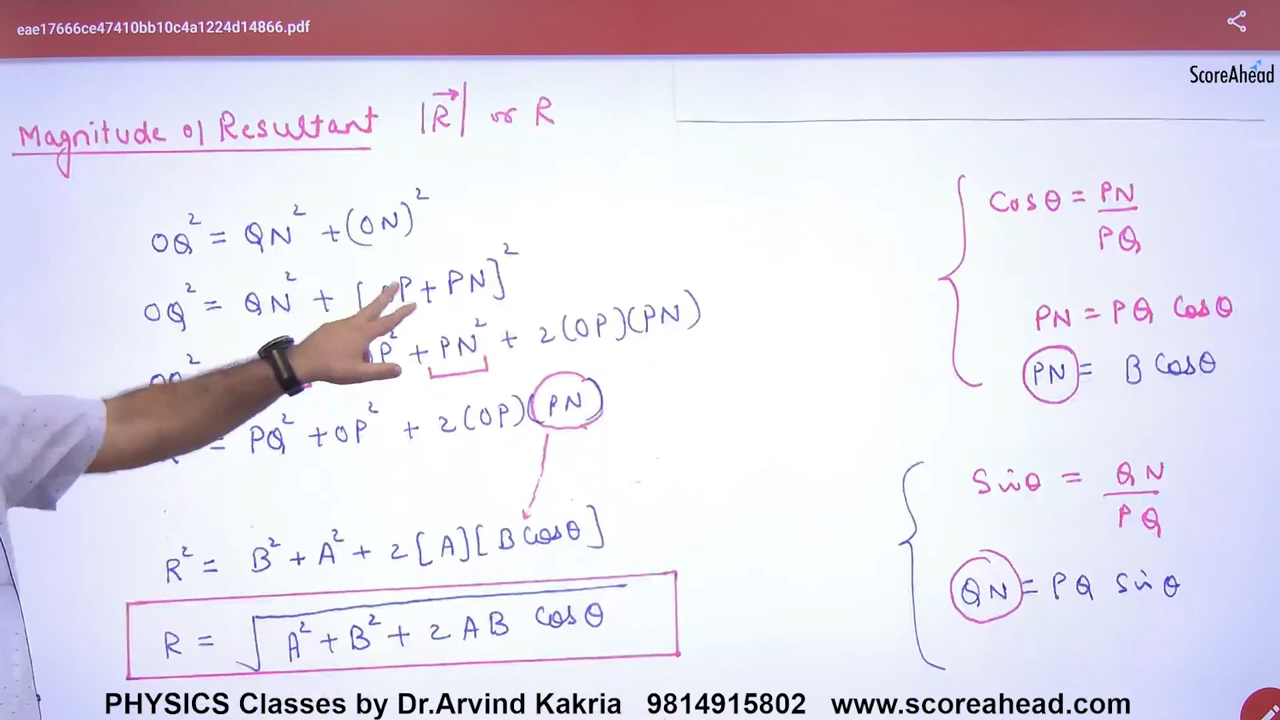 eae17666ce47410bb10c4a1224d14866.pdf
ScoreAhead
Magnitude of Resultant |R⃗| or R
OQ² = QN² + (ON)²
OQ² = QN² + [OP + PN]²
P² + PN² + 2(OP)(PN)
= PQ² + OP² + 2(OP)(PN)
R² = B² + A² + 2[A][B Cosθ]
R = √(A² + B² + 2AB Cosθ)
Cosθ = PN/PQ
PN = PQ Cosθ
PN = B Cosθ
Sinθ = QN/PQ
QN = PQ Sinθ
PHYSICS Classes by Dr.Arvind Kakria 9814915802 www.scoreahead.com